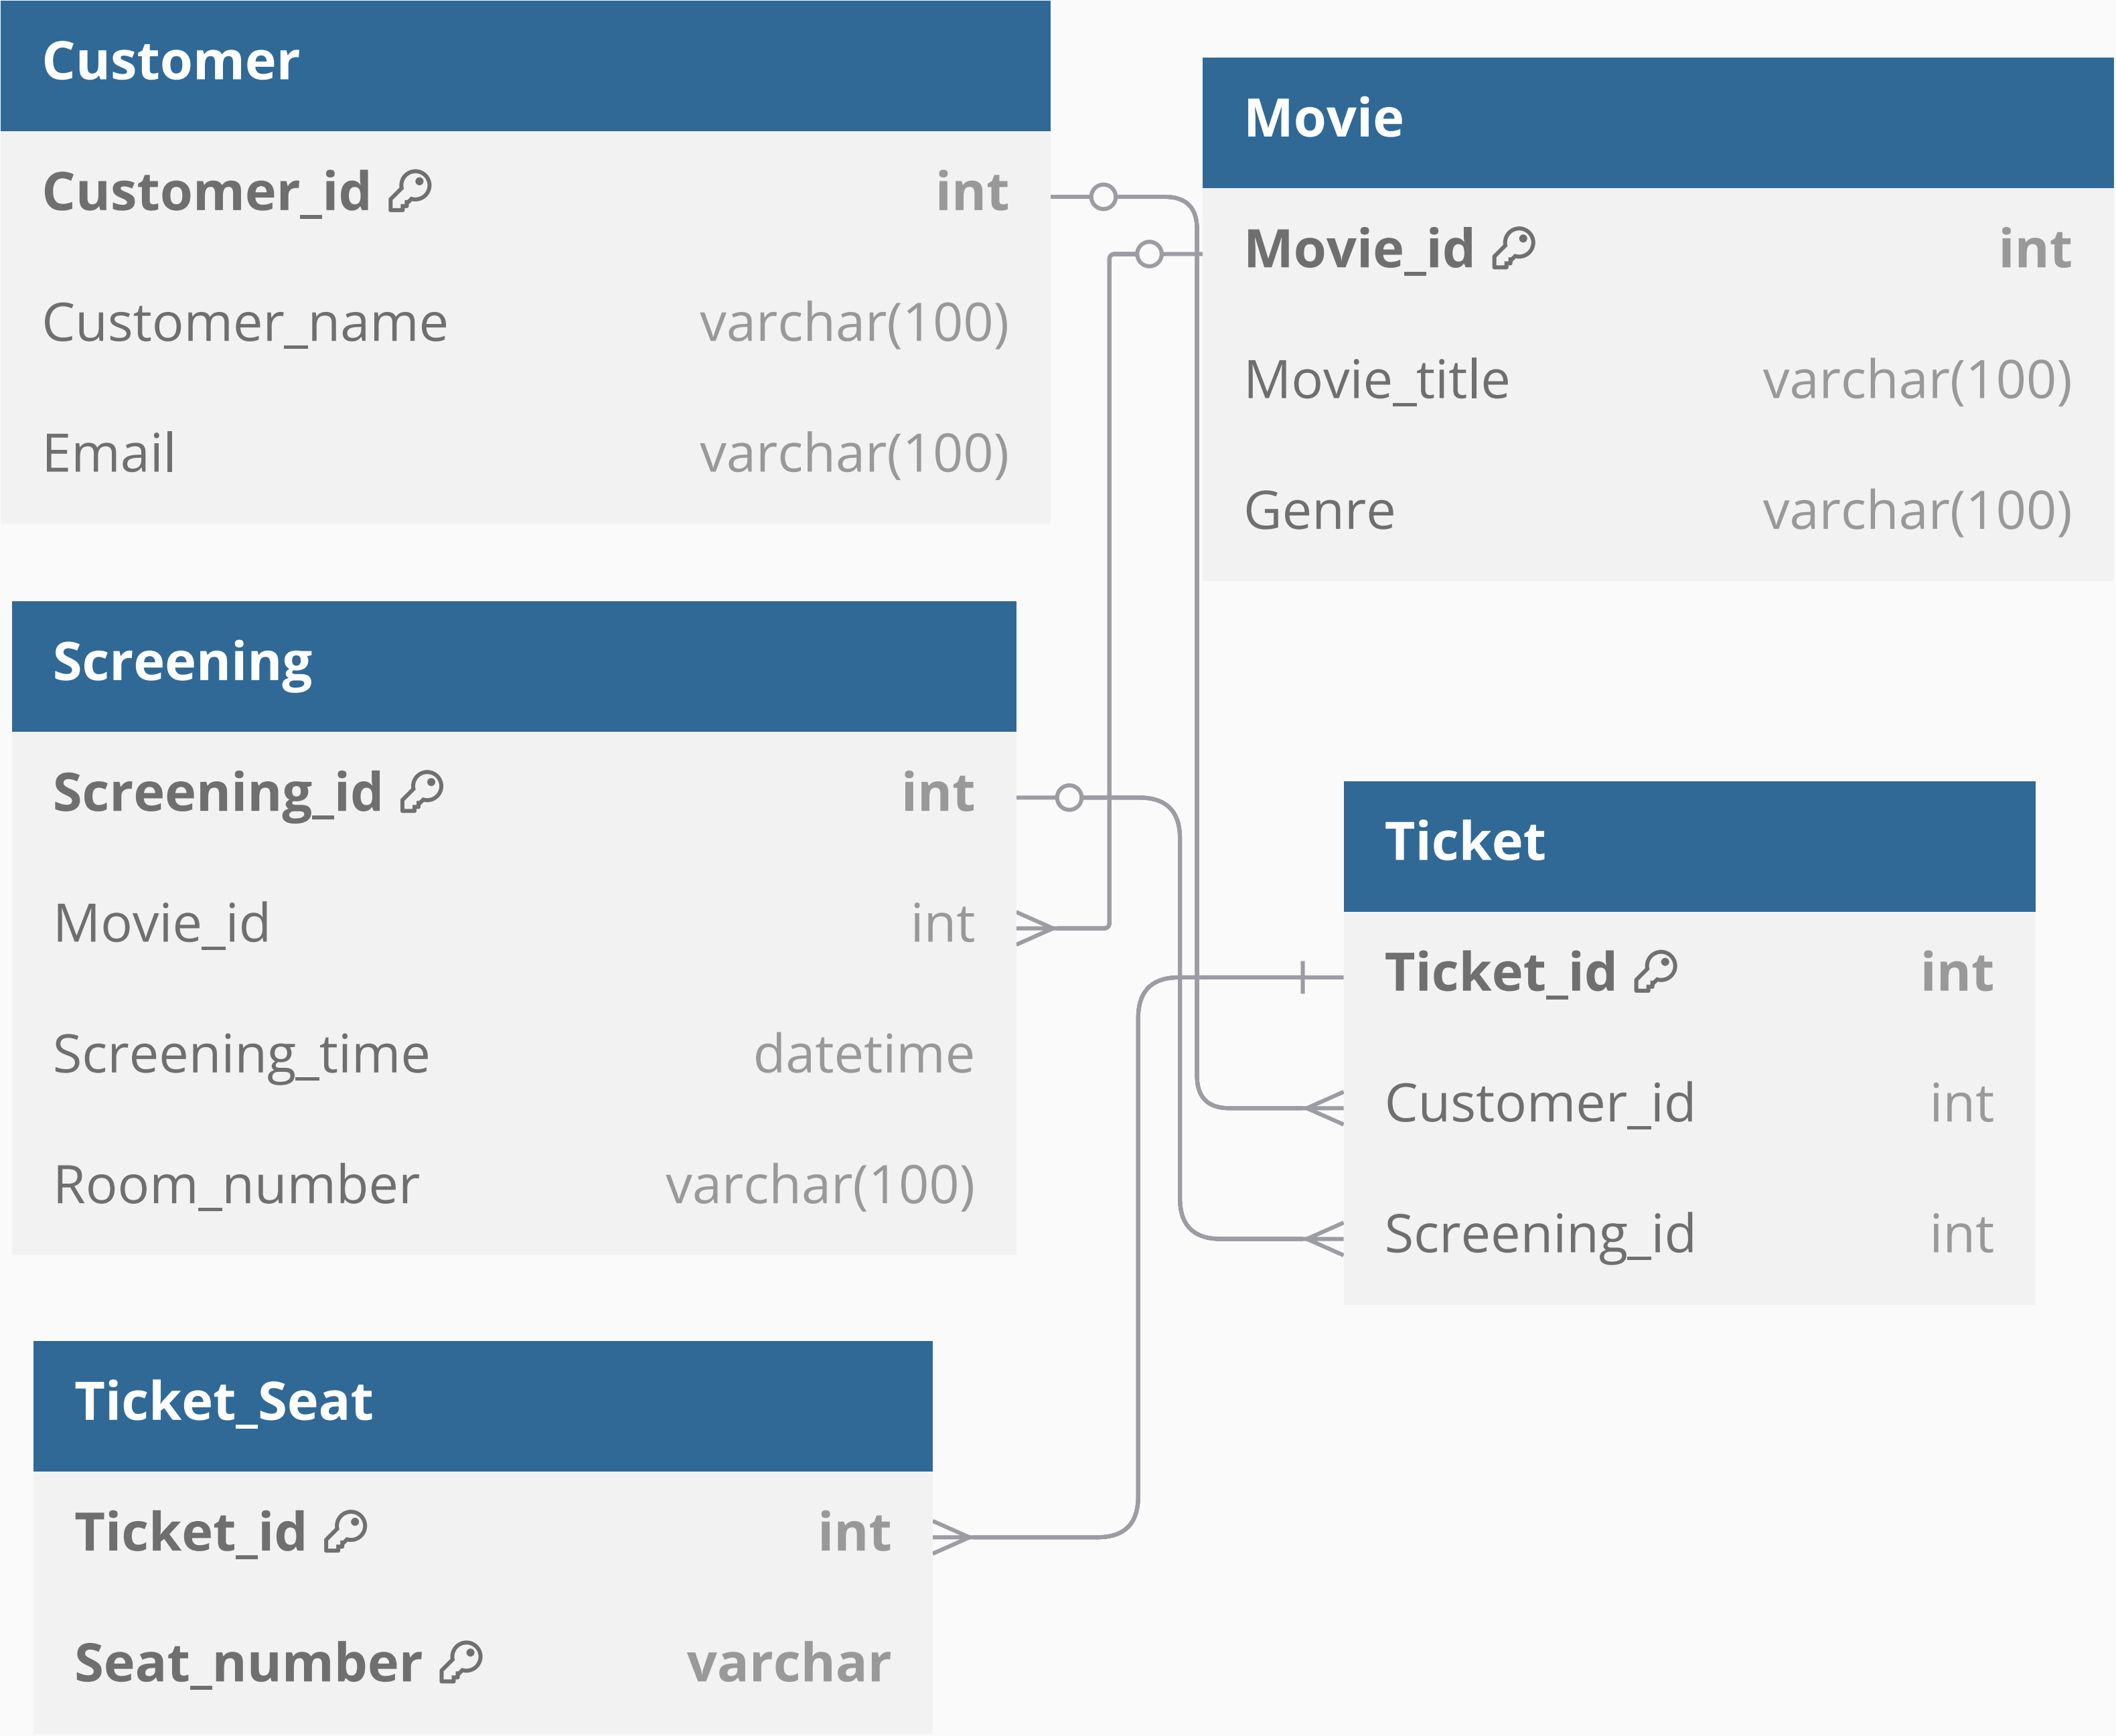 Customer
Customer_id int
Customer_name varchar(100)
Email varchar(100)
Movie
Movie_id int
Movie_title varchar(100)
Genre varchar(100)
Screening
Screening_id int
Movie_id int
Screening_time datetime
Room_number varchar(100)
Ticket
Ticket_id int
Customer_id int
Screening_id int
Ticket_Seat
Ticket_id int
Seat_number varchar